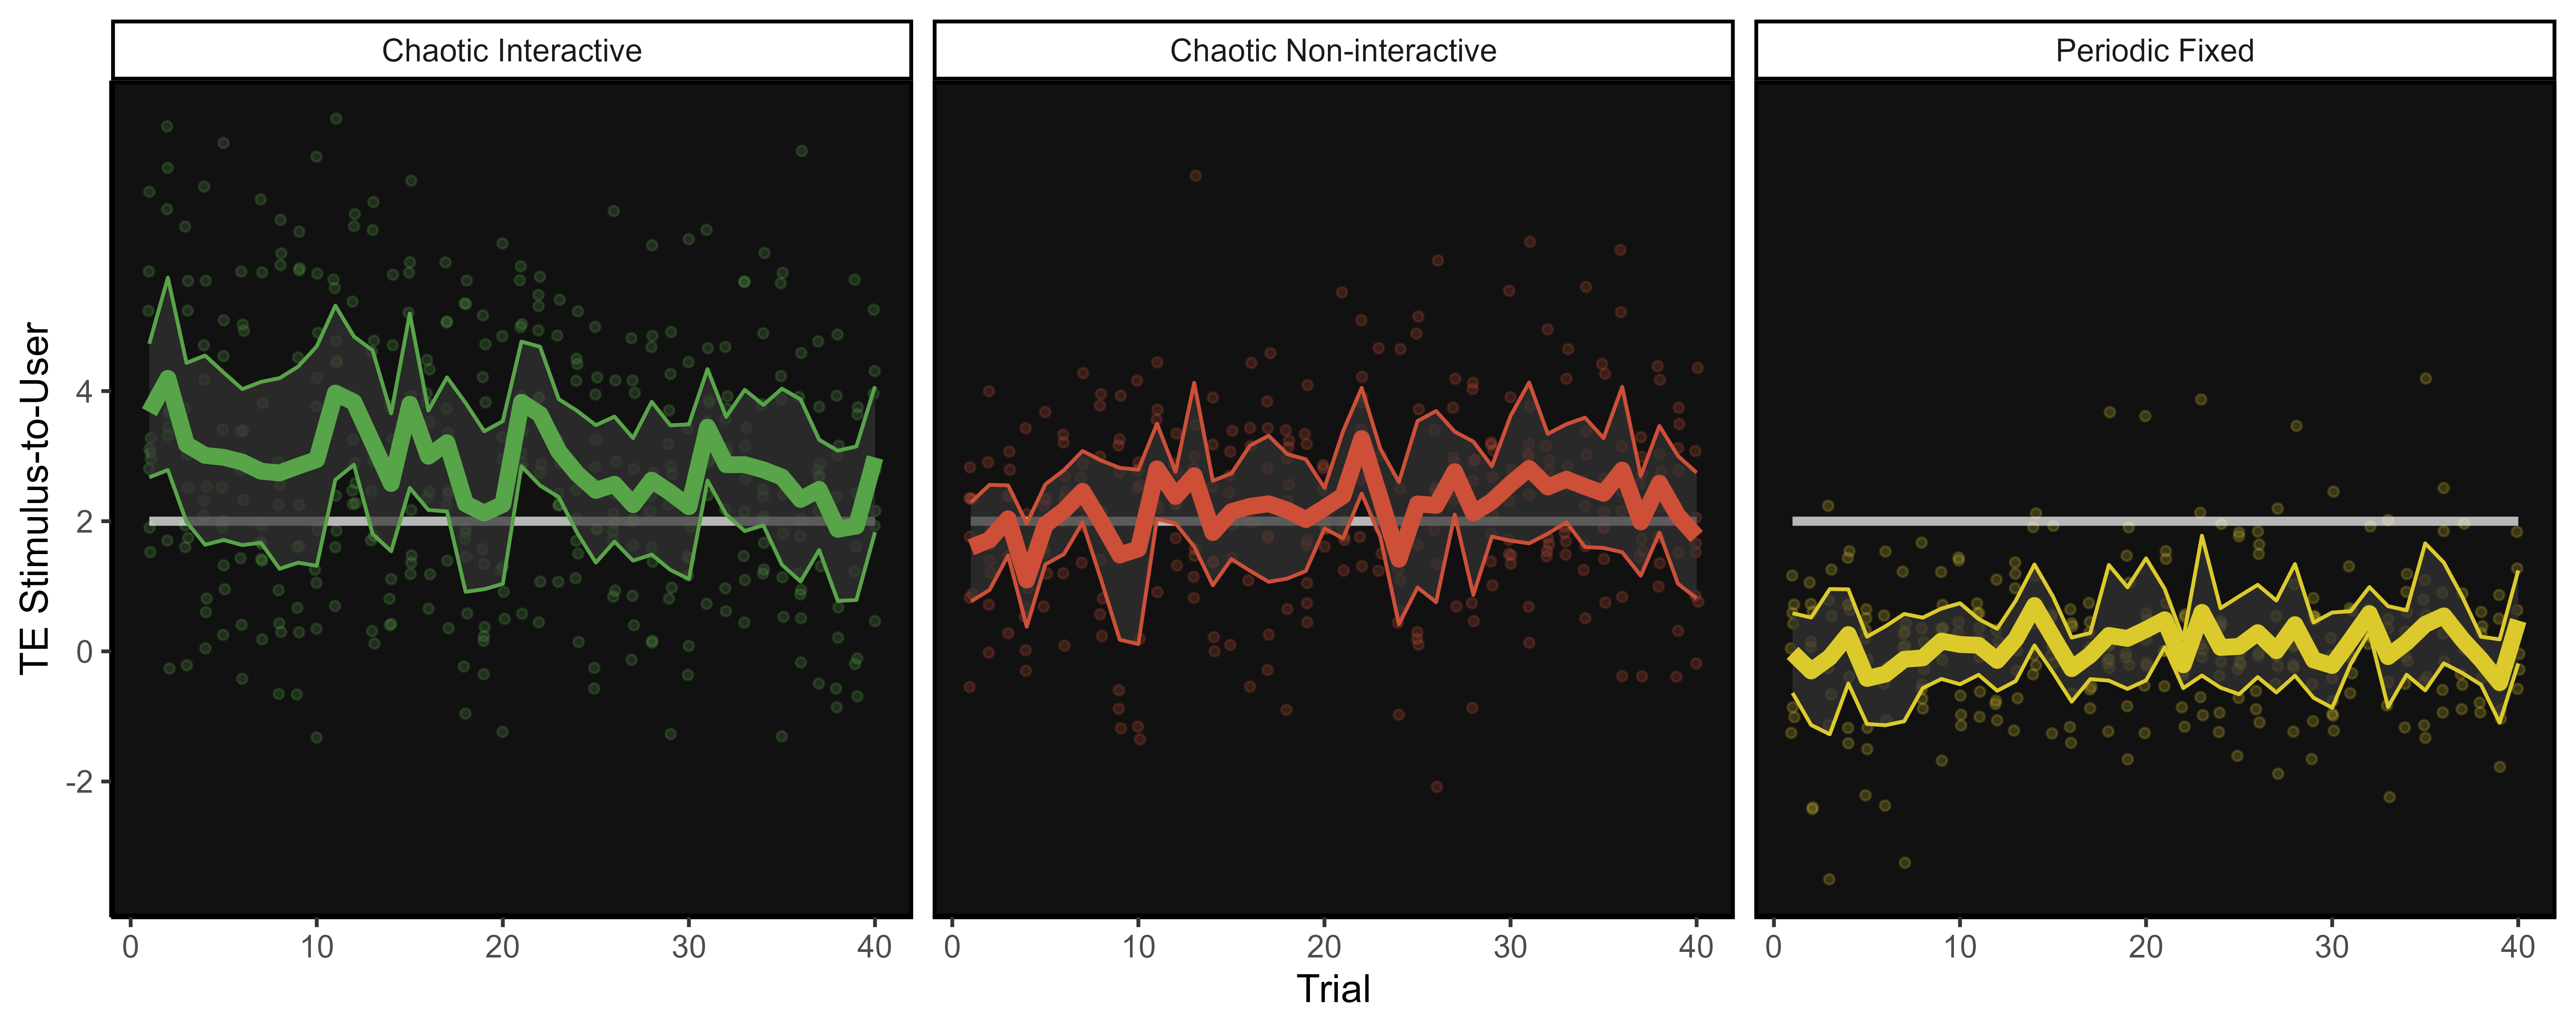 Chaotic Interactive
Chaotic Non-interactive
Periodic Fixed
TE Stimulus-to-User
4
2
0
-2
0 10 20 30 40
0 10 20 30 40
0 10 20 30 40
Trial